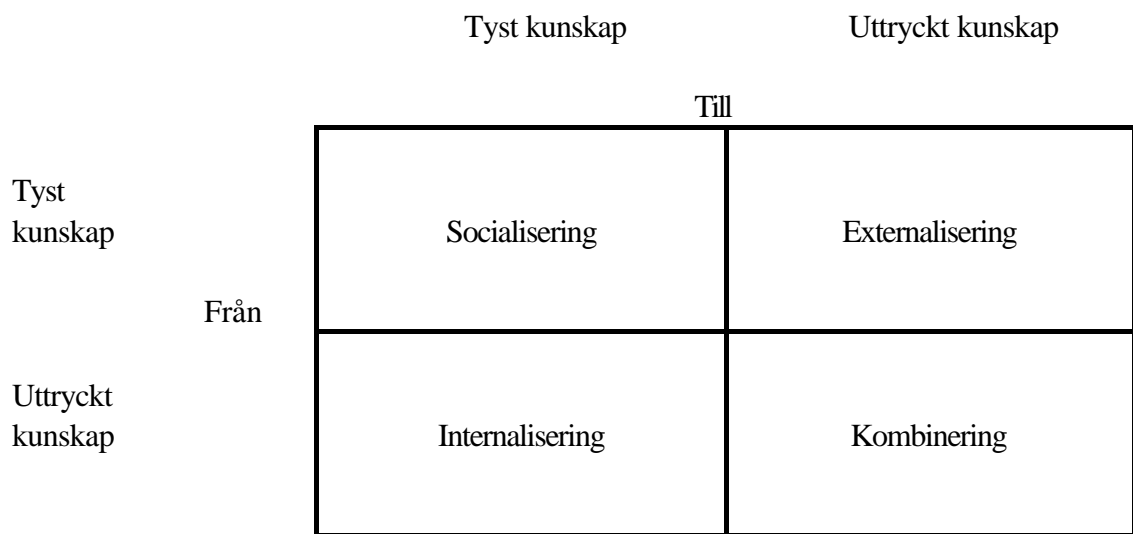 Tyst kunskap Uttryckt kunskap
Till
Tyst
kunskap Socialisering Externalisering
Från
Uttryckt
kunskap Internalisering Kombinering